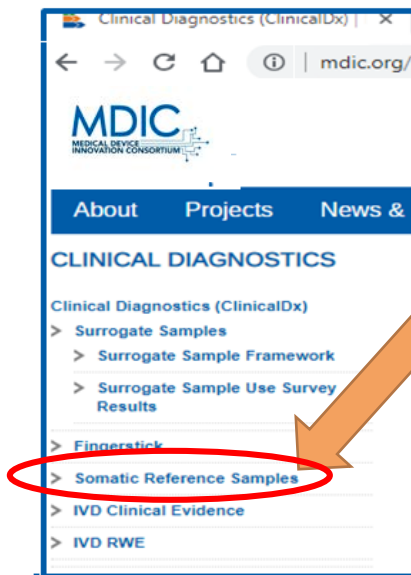 Clinical Diagnostics (ClinicalDx)
mdic.org/
MDIC
MEDICAL DEVICE
INNOVATION CONSORTIUM
About Projects News &
CLINICAL DIAGNOSTICS
Clinical Diagnostics (ClinicalDx)
> Surrogate Samples
> Surrogate Sample Framework
> Surrogate Sample Use Survey
Results
> Fingerstick
> Somatic Reference Samples
> IVD Clinical Evidence
> IVD RWE